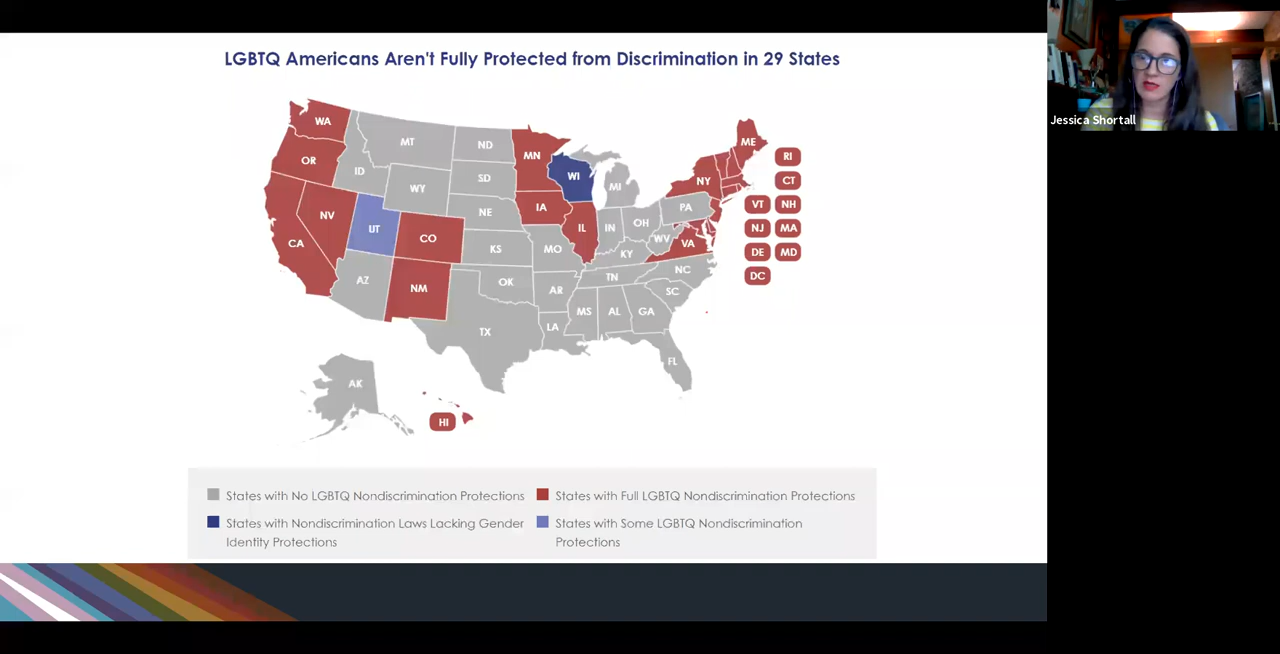 LGBTQ Americans Aren't Fully Protected from Discrimination in 29 States
Jessica Shortall
WA
MT
ND
MN
ME
OR
ID
WY
SD
WI
MI
NY
RI
CT
NV
UT
CO
NE
IA
IL
IN
OH
PA
VT
NH
CA
KS
MO
KY
WV
VA
NJ
MA
DE
MD
DC
AZ
NM
OK
AR
TN
NC
SC
TX
LA
MS
AL
GA
FL
AK
HI
States with No LGBTQ Nondiscrimination Protections
States with Full LGBTQ Nondiscrimination Protections
States with Nondiscrimination Laws Lacking Gender
Identity Protections
States with Some LGBTQ Nondiscrimination
Protections